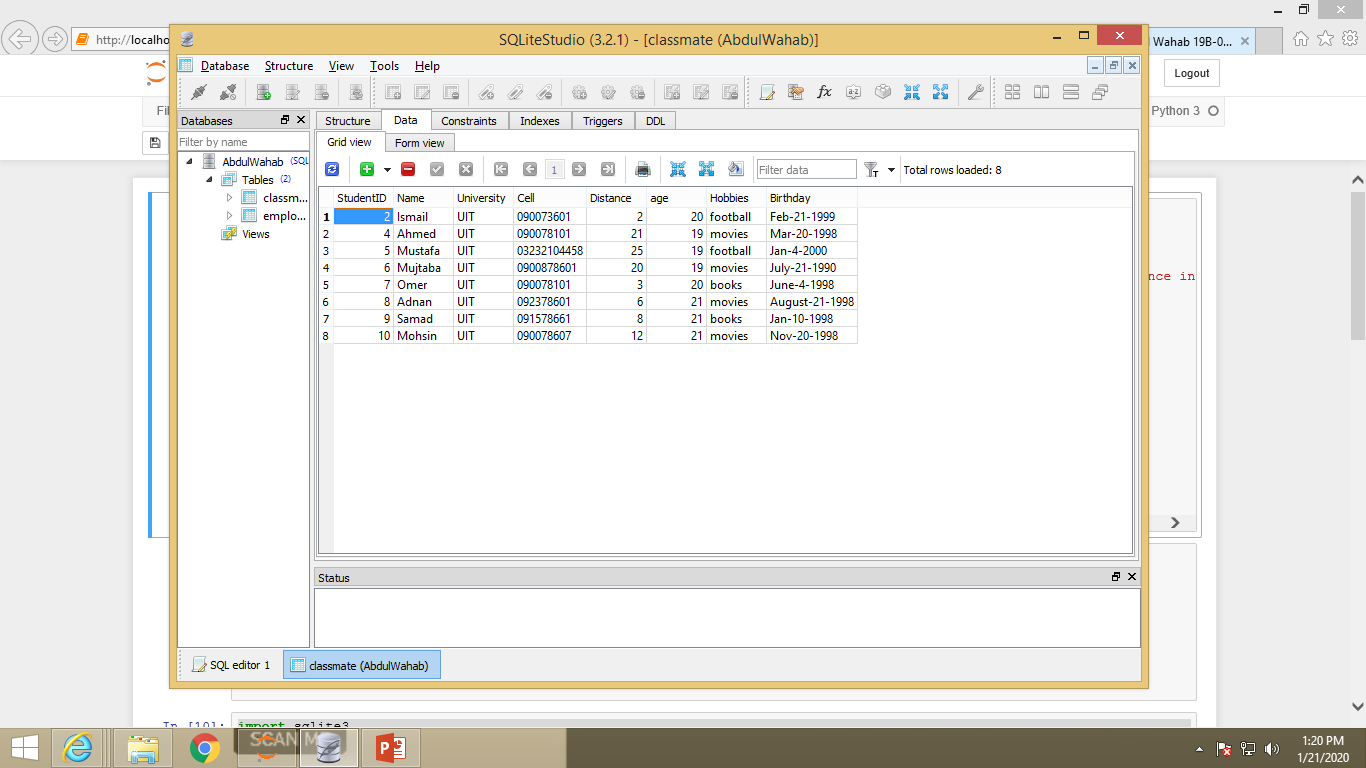 SQLiteStudio (3.2.1) - [classmate (AbdulWahab)]
http://localho
Wahab 19B-0...
Database Structure View Tools Help
Logout
Fil
Python 3
Databases
Filter by name
AbdulWahab (SQL
Tables (2)
classm...
emplo...
Views
Structure Data Constraints Indexes Triggers DDL
Grid view Form view
1 Filter data Total rows loaded: 8
StudentID Name University Cell Distance age Hobbies Birthday
1 2 Ismail UIT 090073601 2 20 football Feb-21-1999
2 4 Ahmed UIT 090078101 21 19 movies Mar-20-1998
3 5 Mustafa UIT 03232104458 25 19 football Jan-4-2000
4 6 Mujtaba UIT 0900878601 20 19 movies July-21-1990
5 7 Omer UIT 090078101 3 20 books June-4-1998
6 8 Adnan UIT 092378601 6 21 movies August-21-1998
7 9 Samad UIT 091578661 8 21 books Jan-10-1998
8 10 Mohsin UIT 090078607 12 21 movies Nov-20-1998
nce in
Status
SQL editor 1 classmate (AbdulWahab)
In [10]: import sqlite3
SCAN M
1:20 PM
1/21/2020